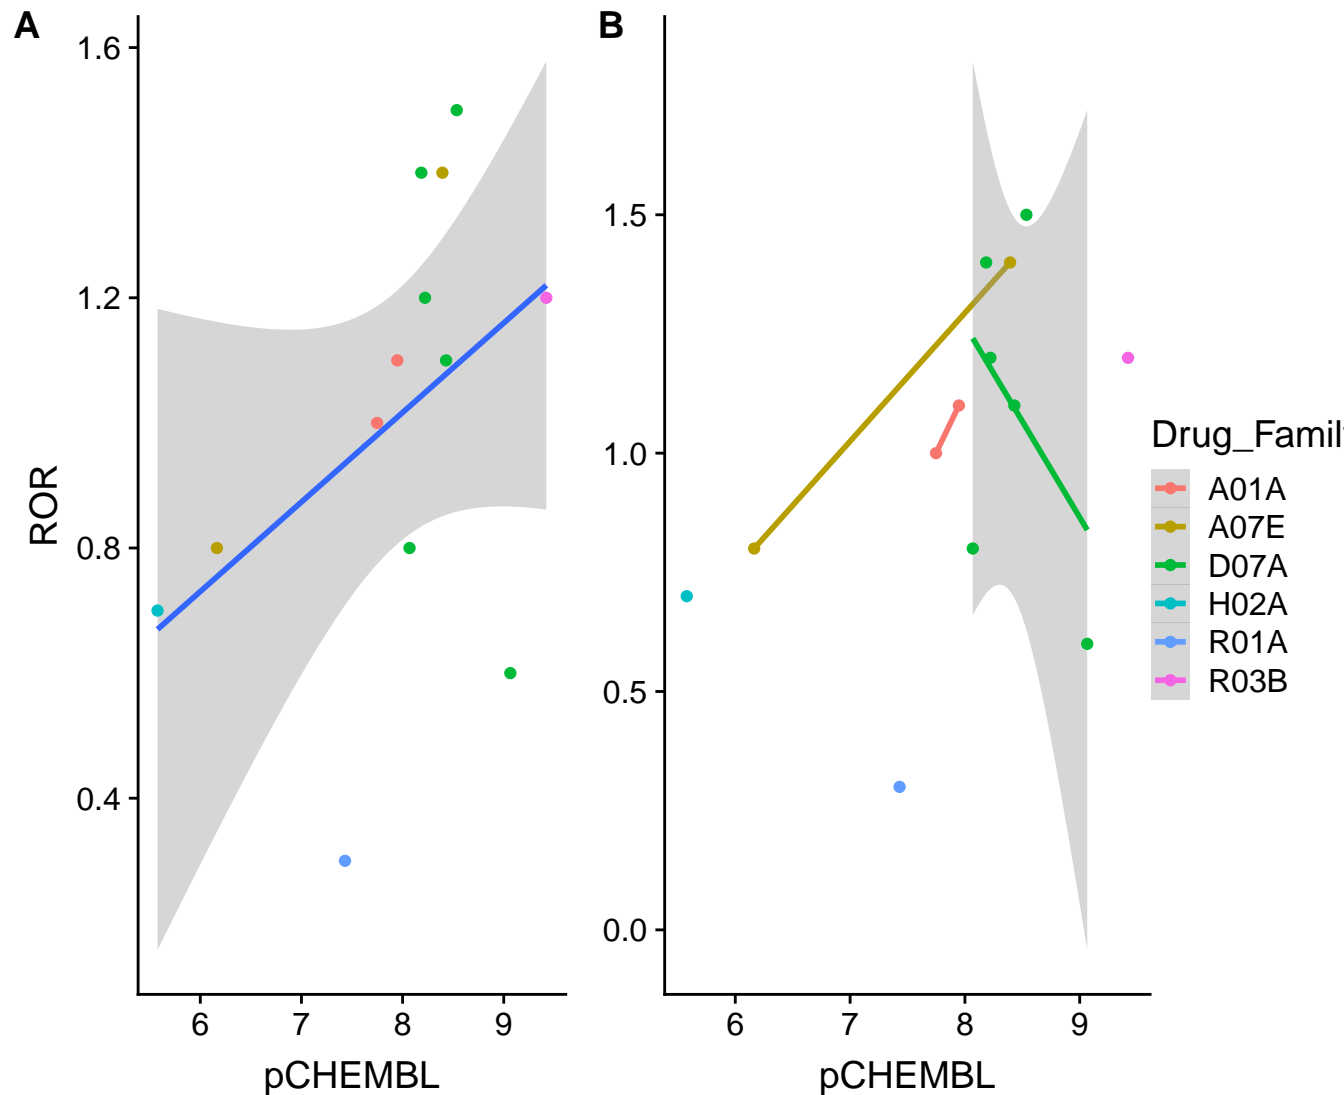 A
1.6
1.2
0.8
0.4
ROR
6 7 8 9
pCHEMBL
B
1.5
1.0
0.5
0.0
6 7 8 9
pCHEMBL
Drug_Famil
A01A
A07E
D07A
H02A
R01A
R03B